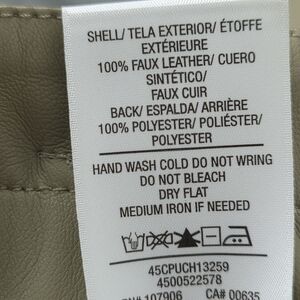 SHELL/ TELA EXTERIOR/ ÉTOFFE
EXTÉRIEURE
100% FAUX LEATHER/ CUERO
SINTÉTICO/
FAUX CUIR
BACK/ ESPALDA/ ARRIÈRE
100% POLYESTER/ POLIÉSTER/
POLYESTER
HAND WASH COLD DO NOT WRING
DO NOT BLEACH
DRY FLAT
MEDIUM IRON IF NEEDED
45CPUCH13259
4500522578
RN# 107906 CA# 00635